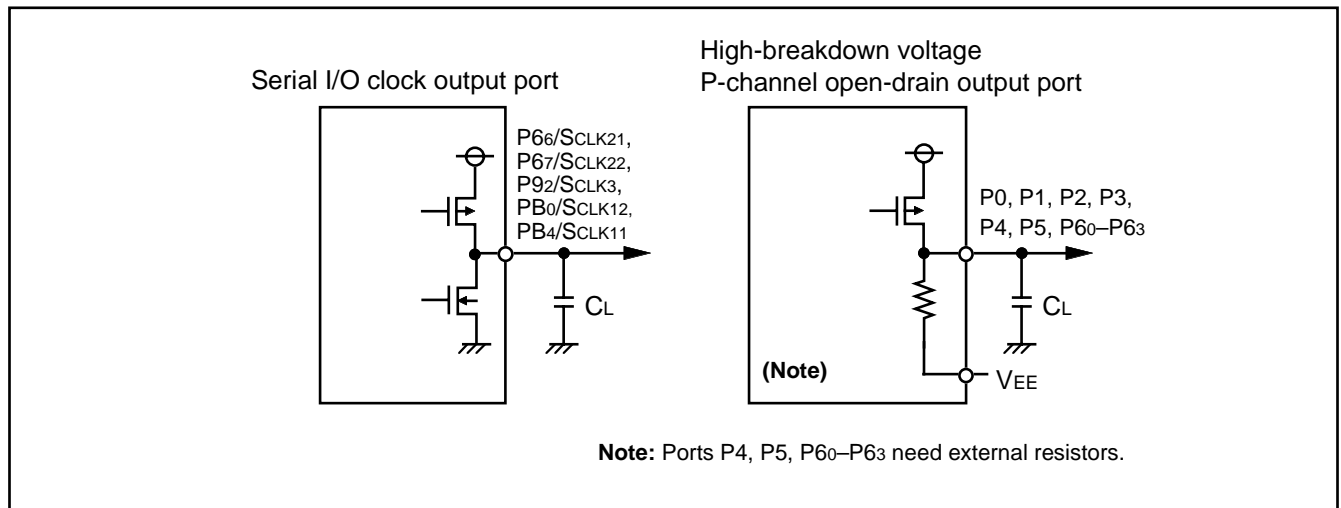 Serial I/O clock output port
P66/SCLK21,
P67/SCLK22,
P92/SCLK3,
PB0/SCLK12,
PB4/SCLK11
CL
High-breakdown voltage
P-channel open-drain output port
P0, P1, P2, P3,
P4, P5, P60–P63
CL
(Note)
VEE
Note: Ports P4, P5, P60–P63 need external resistors.